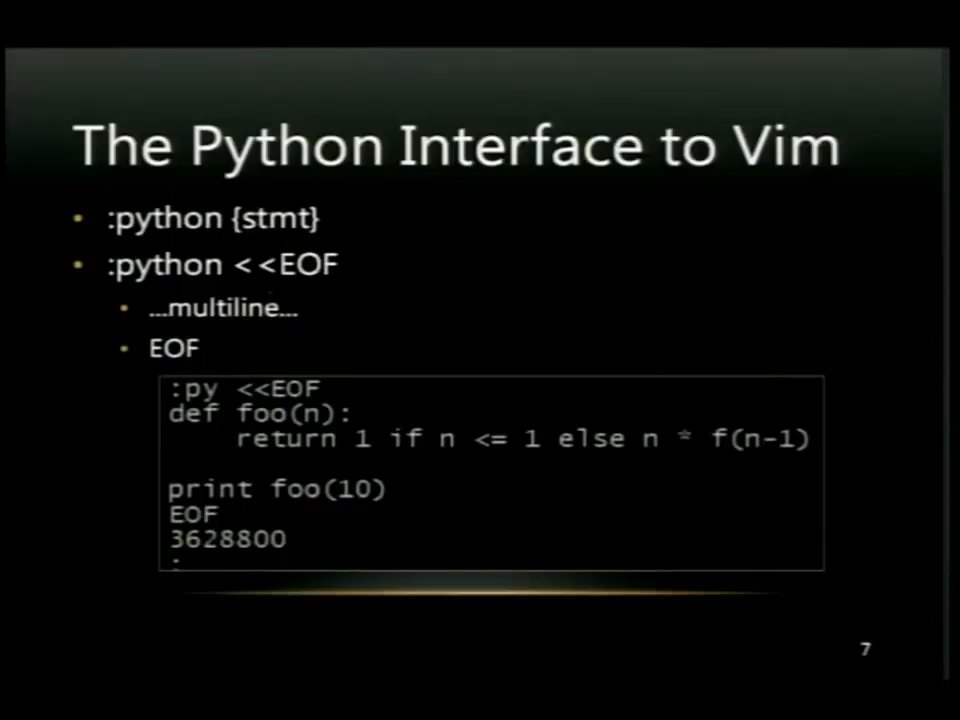 The Python Interface to Vim
• :python {stmt}
• :python <<EOF
• ...multiline...
• EOF
:py <<EOF
def foo(n):
    return 1 if n <= 1 else n * f(n-1)
print foo(10)
EOF
3628800
:
7